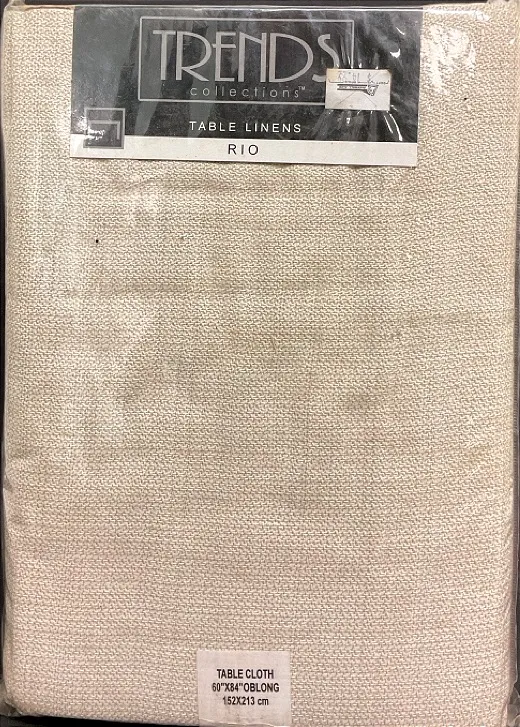 TRENDS
collections™
TABLE LINENS
RIO
TABLE CLOTH
60"X84"OBLONG
152X213 cm